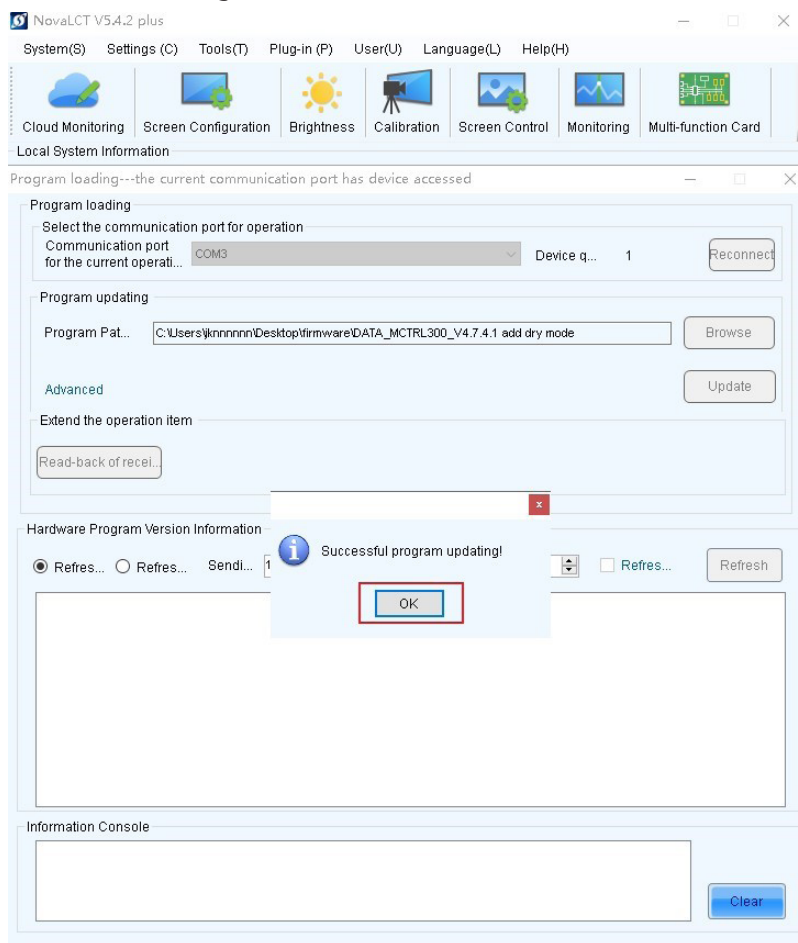 NovaLCT V5.4.2 plus
System(S) Settings (C) Tools(T) Plug-in (P) User(U) Language(L) Help(H)
Cloud Monitoring Screen Configuration Brightness Calibration Screen Control Monitoring Multi-function Card
Local System Information
Program loading---the current communication port has device accessed
Program loading
Select the communication port for operation
Communication port
for the current operati... COM3 Device q... 1 Reconnect
Program updating
Program Pat... C:\Users\jknnnnnn\Desktop\firmware\DATA_MCTRL300_V4.7.4.1 add dry mode Browse
Advanced Update
Extend the operation item
Read-back of recei...
Hardware Program Version Information
Successful program updating!
Refres... Refres... Sendi... 1 Refres... Refresh
OK
Information Console
Clear